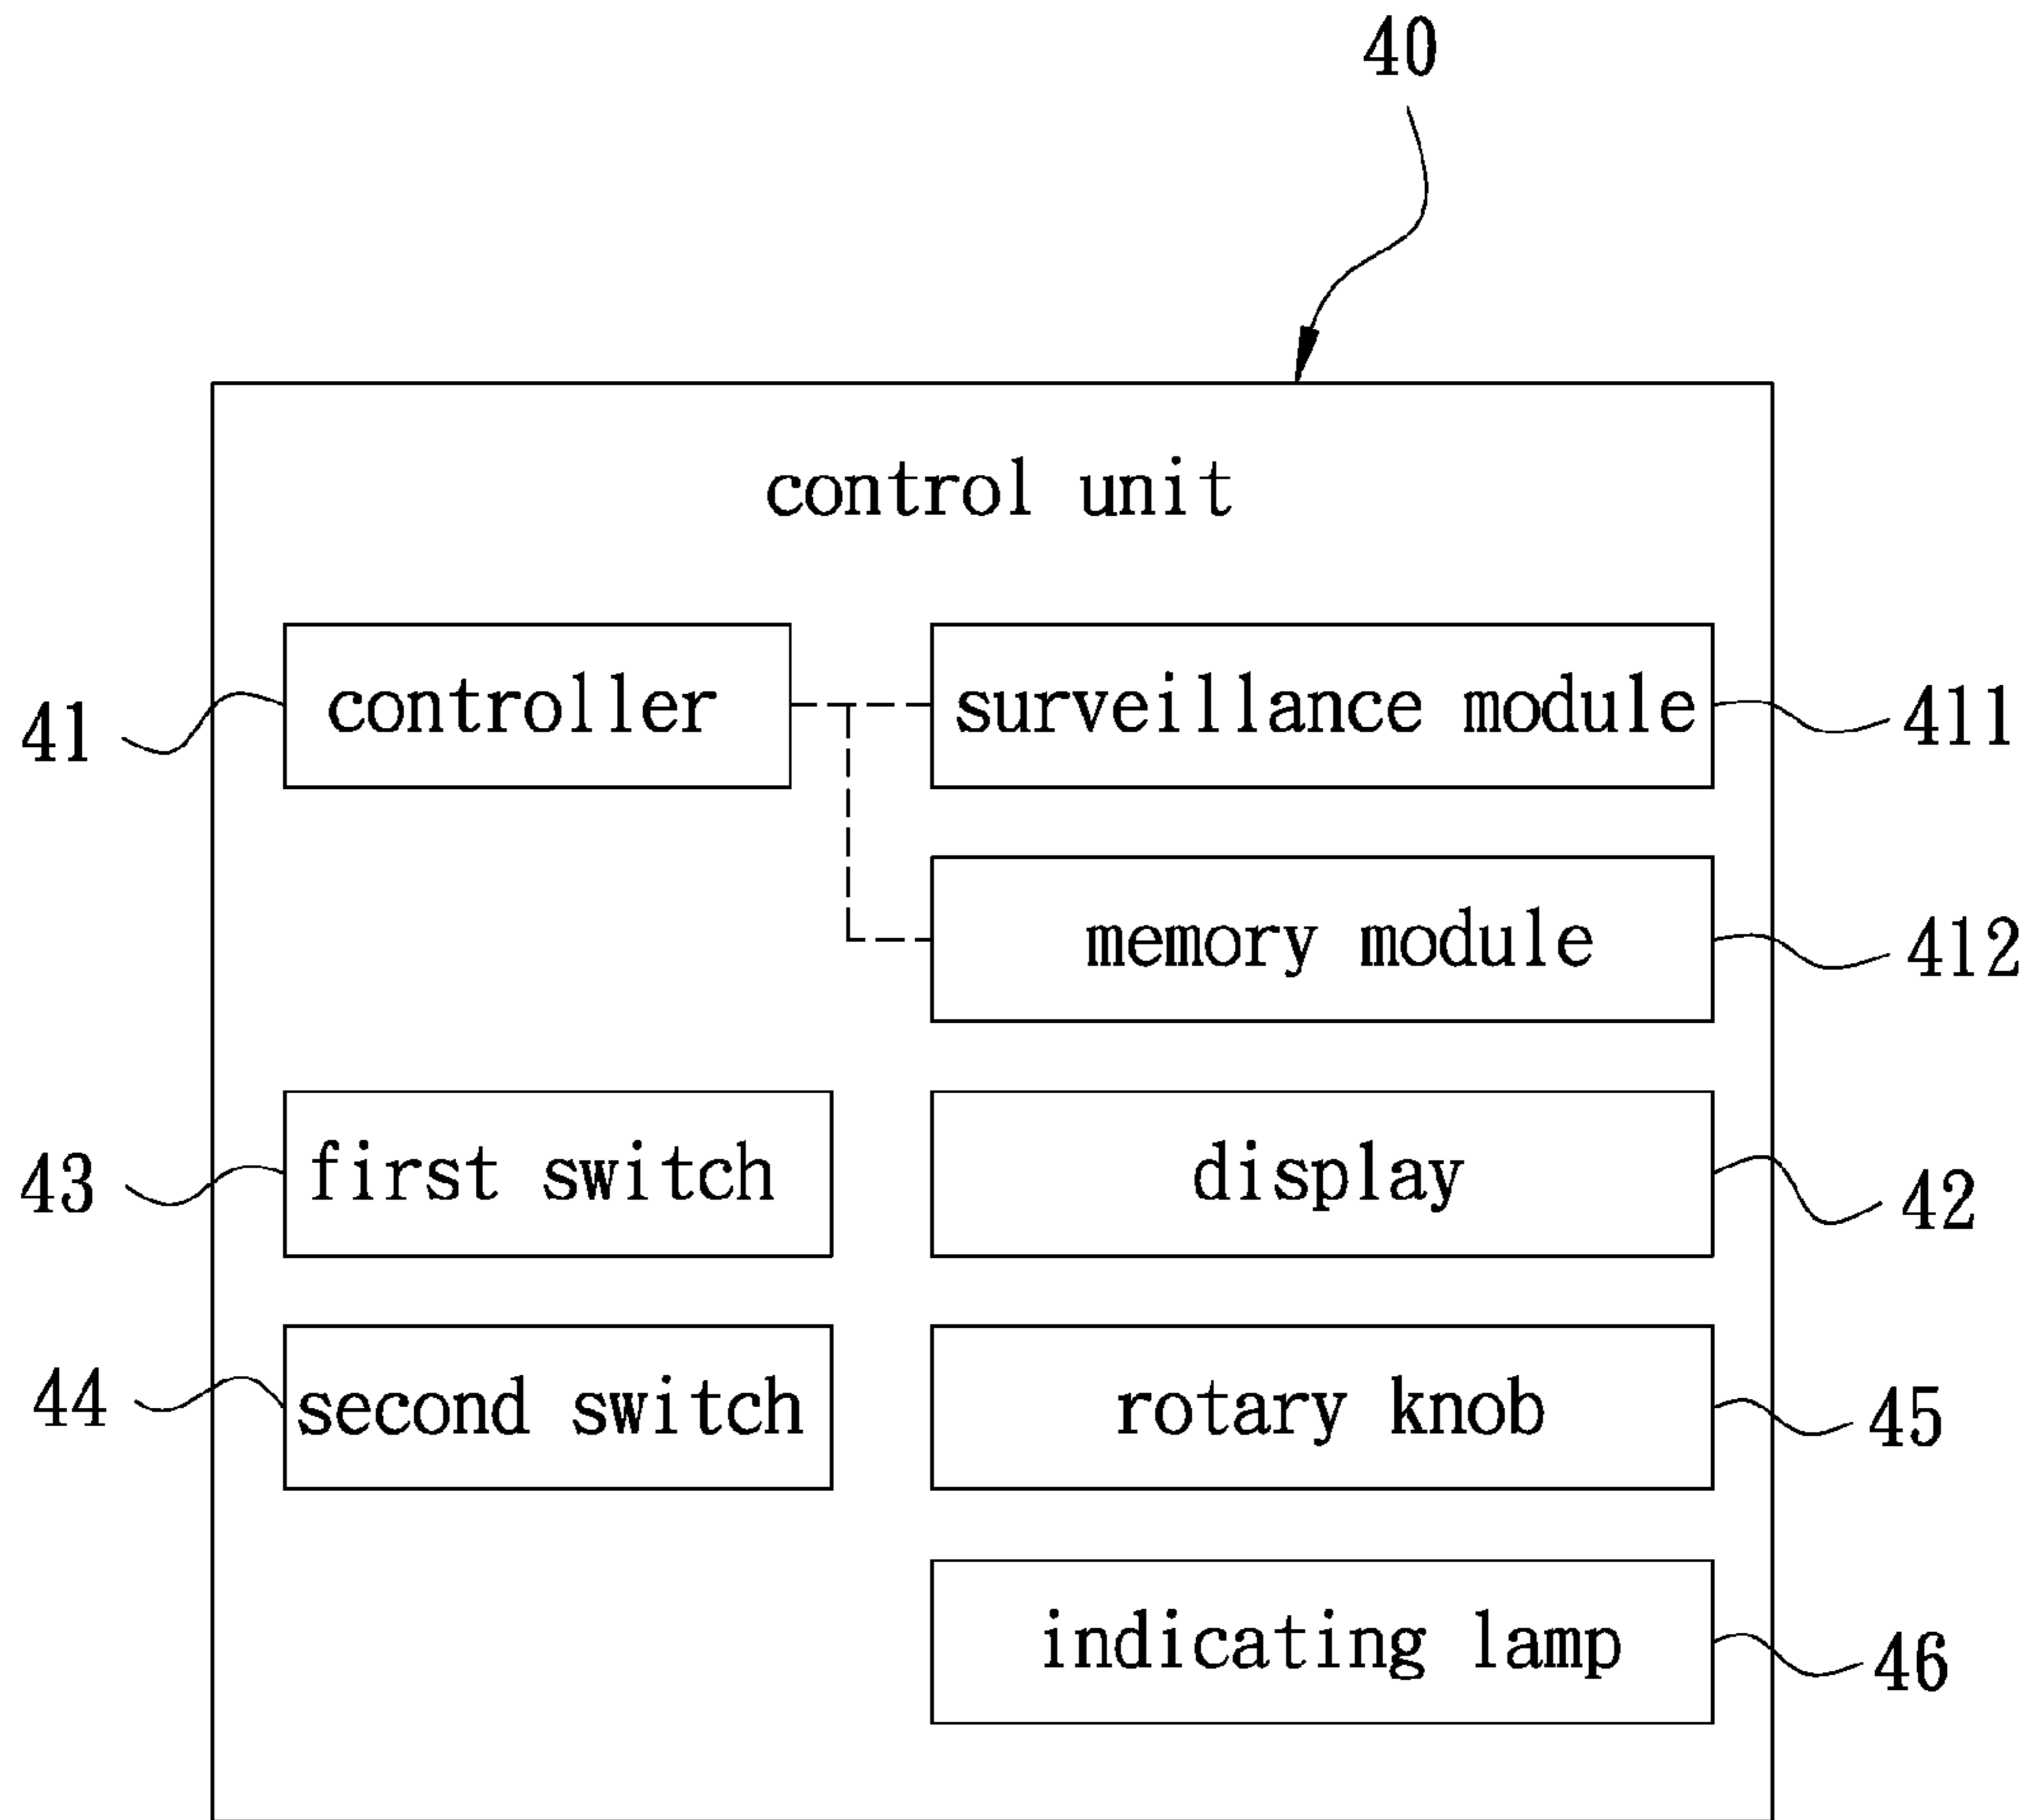 40
control unit
41 controller surveillance module 411
memory module 412
43 first switch display 42
44 second switch rotary knob 45
indicating lamp 46